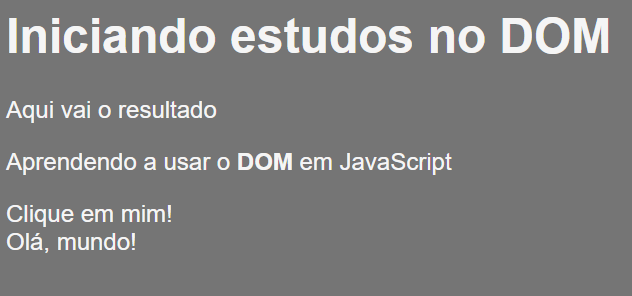 Iniciando estudos no DOM
Aqui vai o resultado
Aprendendo a usar o DOM em JavaScript
Clique em mim!
Olá, mundo!